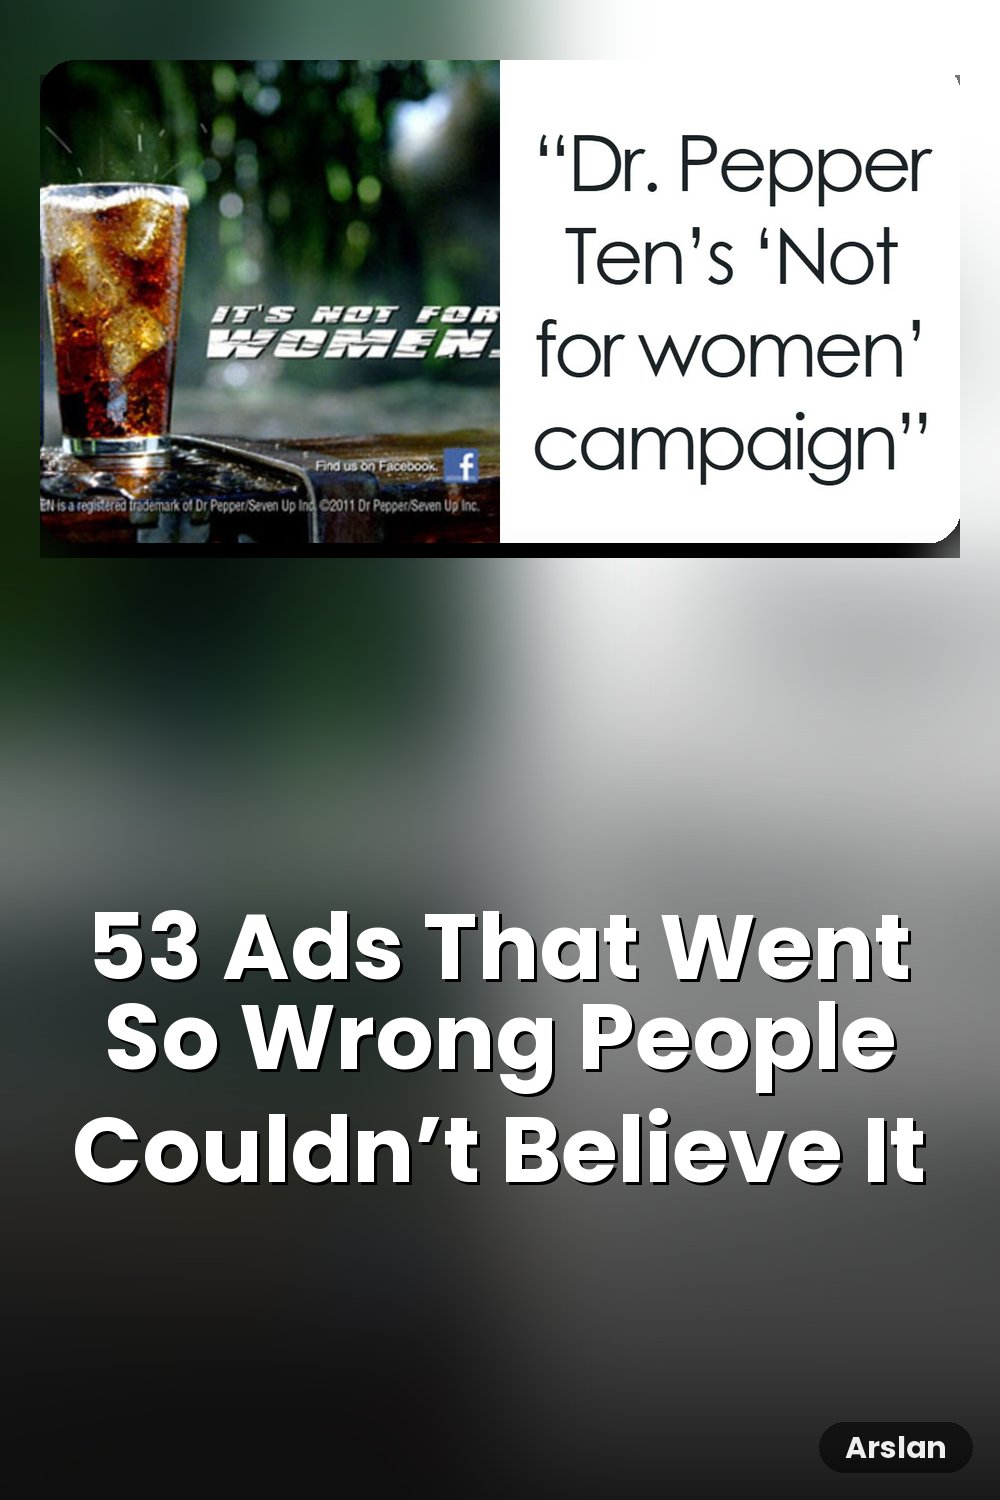 IT'S NOT FOR
WOMEN.
Find us on Facebook.
EN is a registered trademark of Dr Pepper/Seven Up Inc. ©2011 Dr Pepper/Seven Up Inc.
“Dr. Pepper
Ten’s ‘Not
for women’
campaign”
53 Ads That Went
So Wrong People
Couldn’t Believe It
Arslan